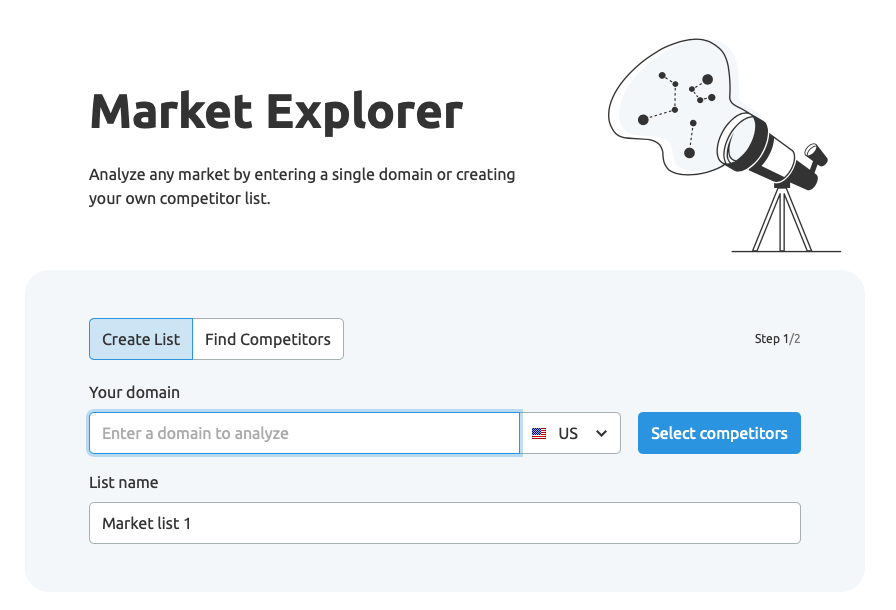 Market Explorer
Analyze any market by entering a single domain or creating
your own competitor list.
Create List
Find Competitors
Step 1/2
Your domain
Enter a domain to analyze
US
Select competitors
List name
Market list 1